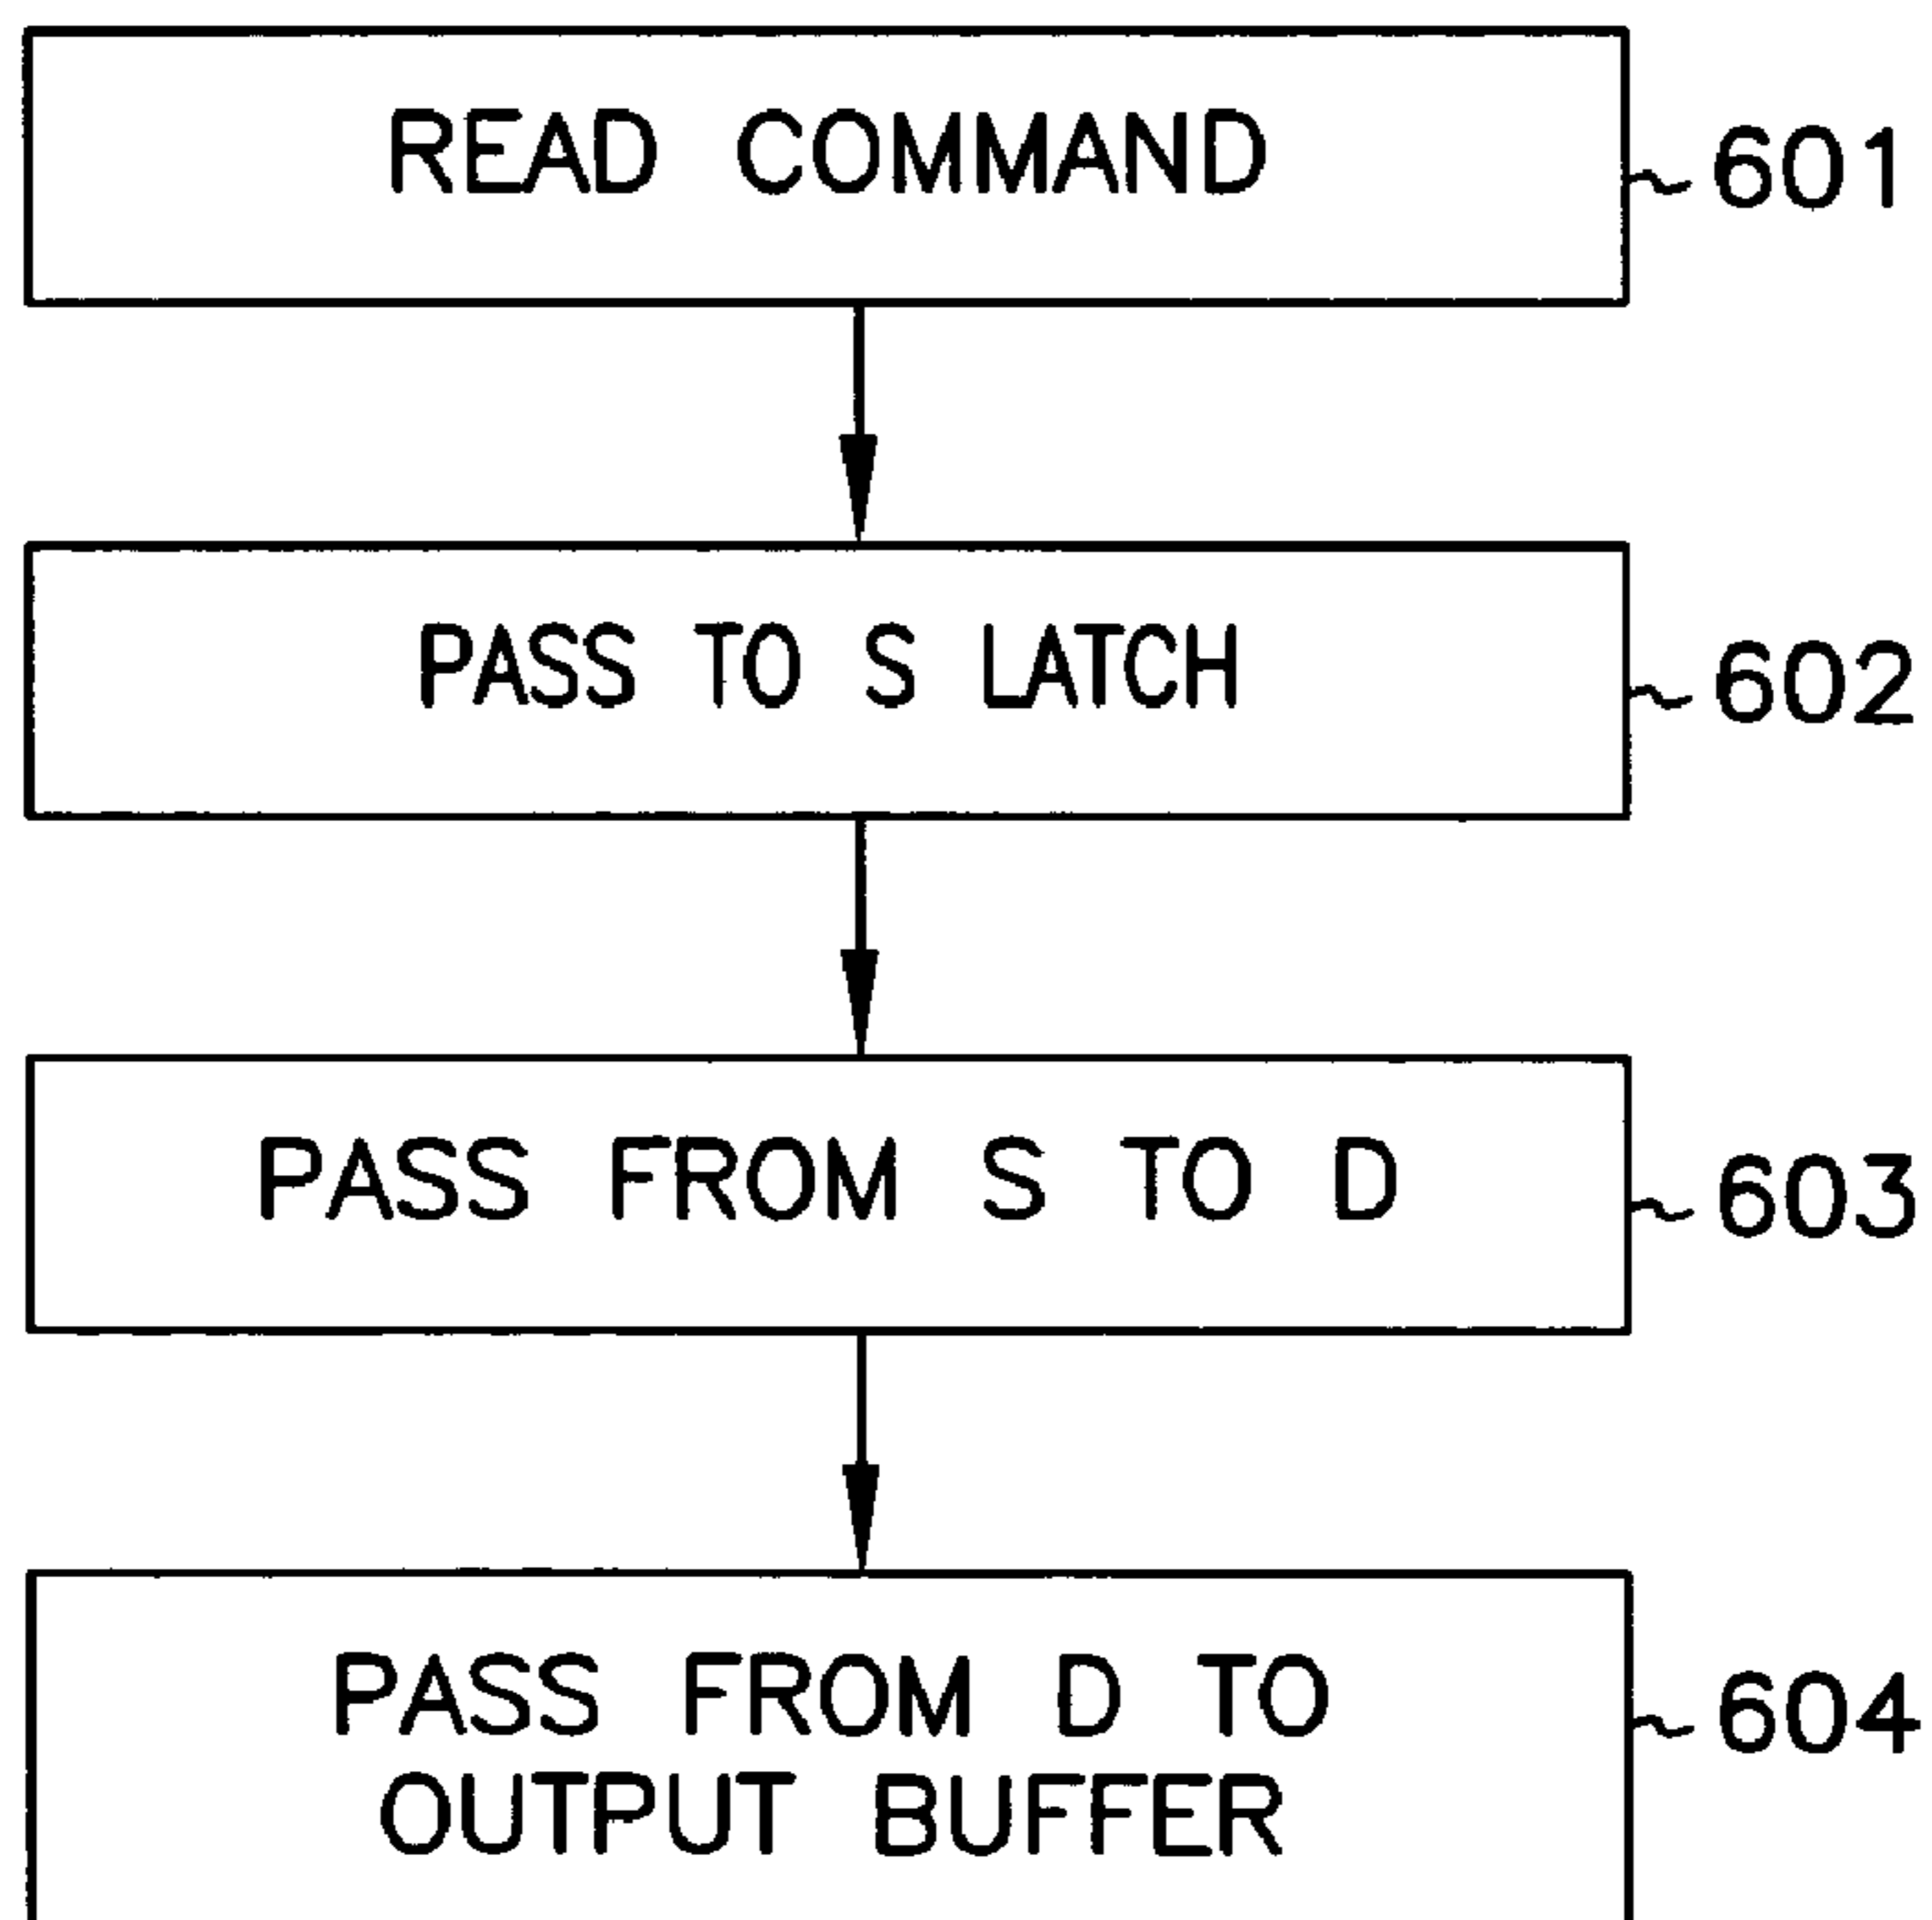 READ COMMAND
601
PASS TO S LATCH
602
PASS FROM S TO D
603
PASS FROM D TO
604
OUTPUT BUFFER